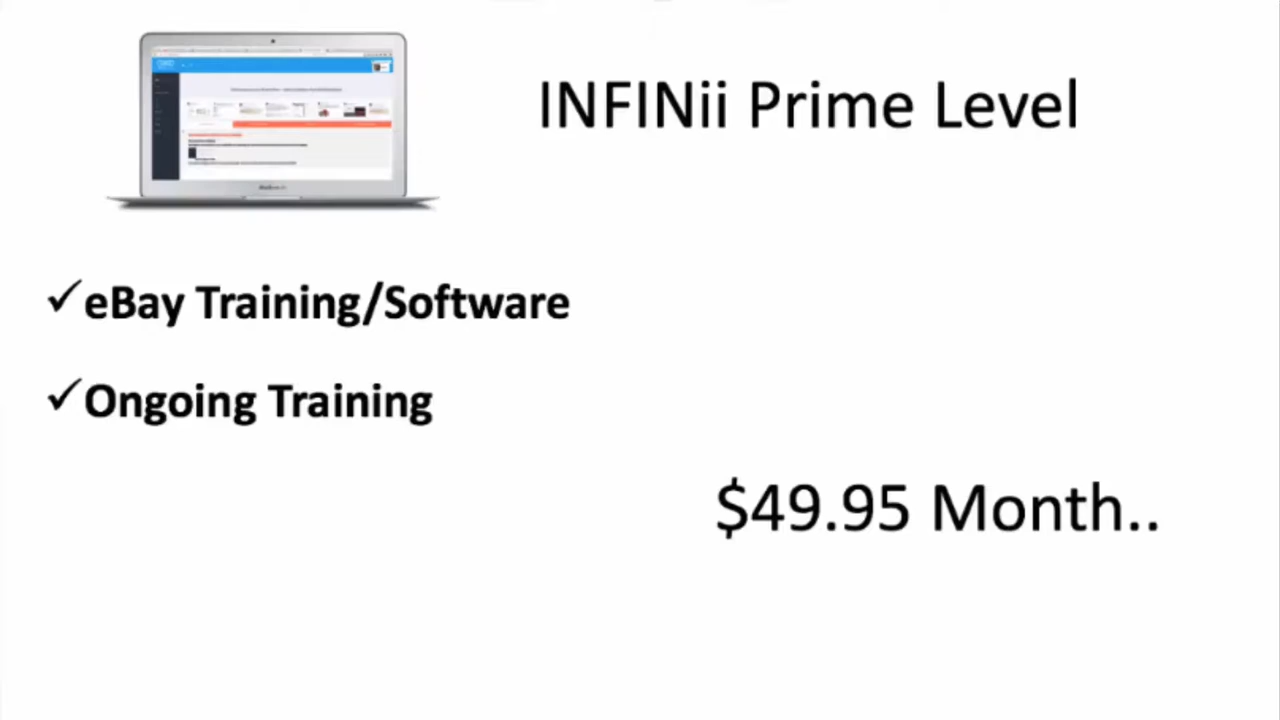 INFINii Prime Level
✓eBay Training/Software
✓Ongoing Training
$49.95 Month..